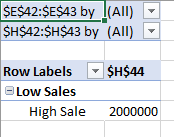 $E$42:$E$43 by (All)
$H$42:$H$43 by (All)
Row Labels $H$44
Low Sales
High Sale 2000000